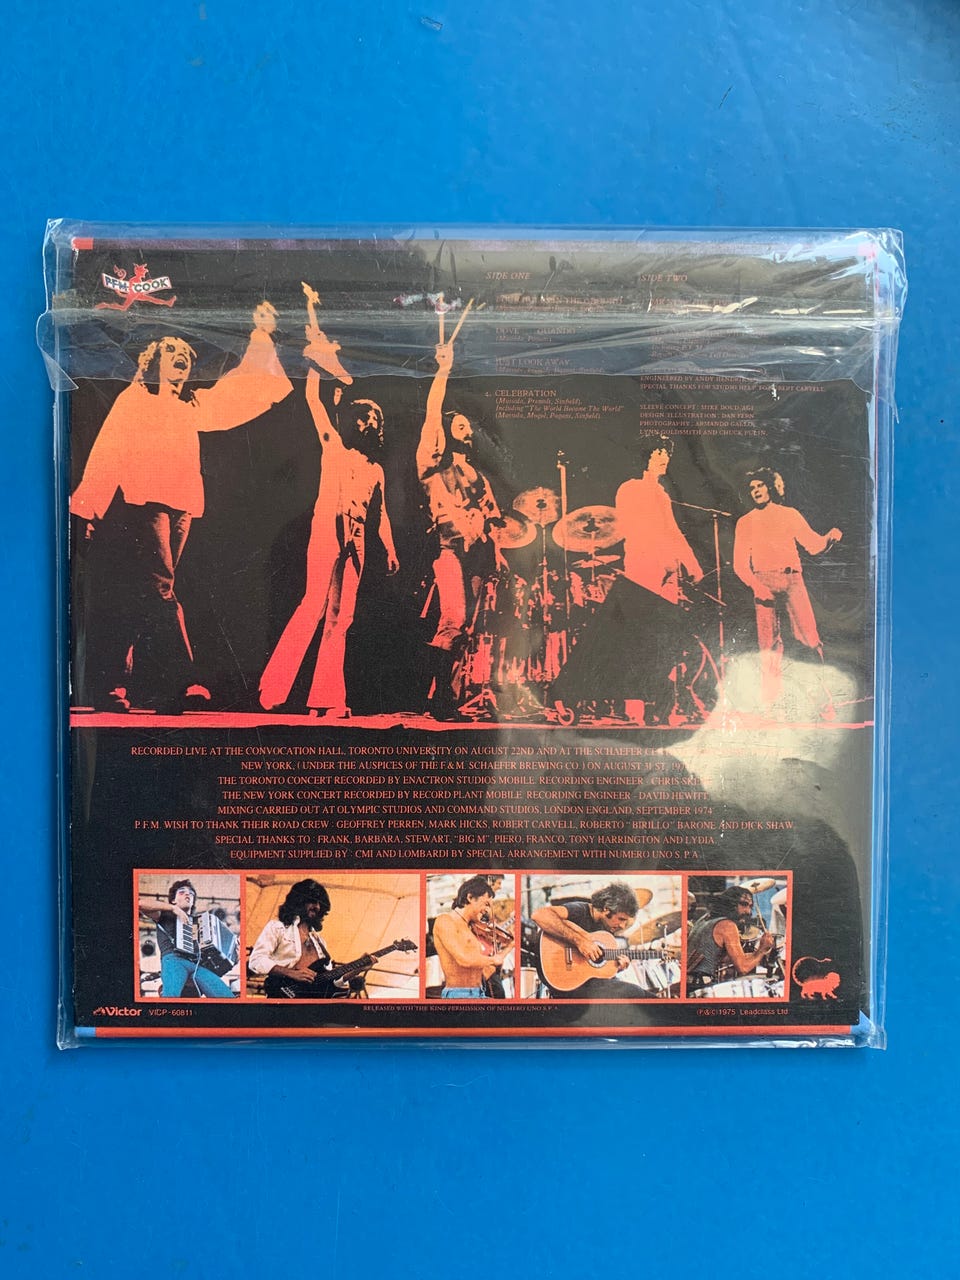 P.F.M. COOK
SIDE ONE
DOVE QUANDO
JUST LOOK AWAY
4. CELEBRATION
(Mussida, Premoli, Sinfield).
Including "The World Became The World"
(Mussida, Mogol, Pagani, Sinfield).
SIDE TWO
ENGINEERED BY ANDY
SPECIAL THANKS FOR STUDIO HELP TO ROBERT CARVELL.
SLEEVE CONCEPT : MIKE
DESIGN ILLUSTRATION : DAN FERN
PHOTOGRAPHY : ARMANDO GALLO,
LYNN GOLDSMITH AND CHUCK PULIN.
RECORDED LIVE AT THE CONVOCATION HALL, TORONTO UNIVERSITY ON AUGUST 22ND AND AT THE SCHAEFER
NEW YORK, ( UNDER THE AUSPICES OF THE F.& M. SCHAEFER BREWING CO. ) ON AUGUST 31 ST,
THE TORONTO CONCERT RECORDED BY ENACTRON STUDIOS MOBILE. RECORDING ENGINEER - CHRIS
THE NEW YORK CONCERT RECORDED BY RECORD PLANT MOBILE. RECORDING ENGINEER - DAVID HEWITT,
MIXING CARRIED OUT AT OLYMPIC STUDIOS AND COMMAND STUDIOS, LONDON ENGLAND, SEPTEMBER 1974
P.F.M. WISH TO THANK THEIR ROAD CREW : GEOFFREY PERREN, MARK HICKS, ROBERT CARVELL, ROBERTO "BIRILLO" BARONE AND DICK SHAW,
SPECIAL THANKS TO : FRANK, BARBARA, STEWART, "BIG M", PIERO, FRANCO, TONY HARRINGTON AND LYDIA.
EQUIPMENT SUPPLIED BY : CMI AND LOMBARDI BY SPECIAL ARRANGEMENT WITH NUMERO UNO S.P.A.
Victor VICP-60811
RELEASED WITH THE KIND PERMISSION OF NUMERO UNO S.P.A.
(P.& C)1975 Leadclass Ltd